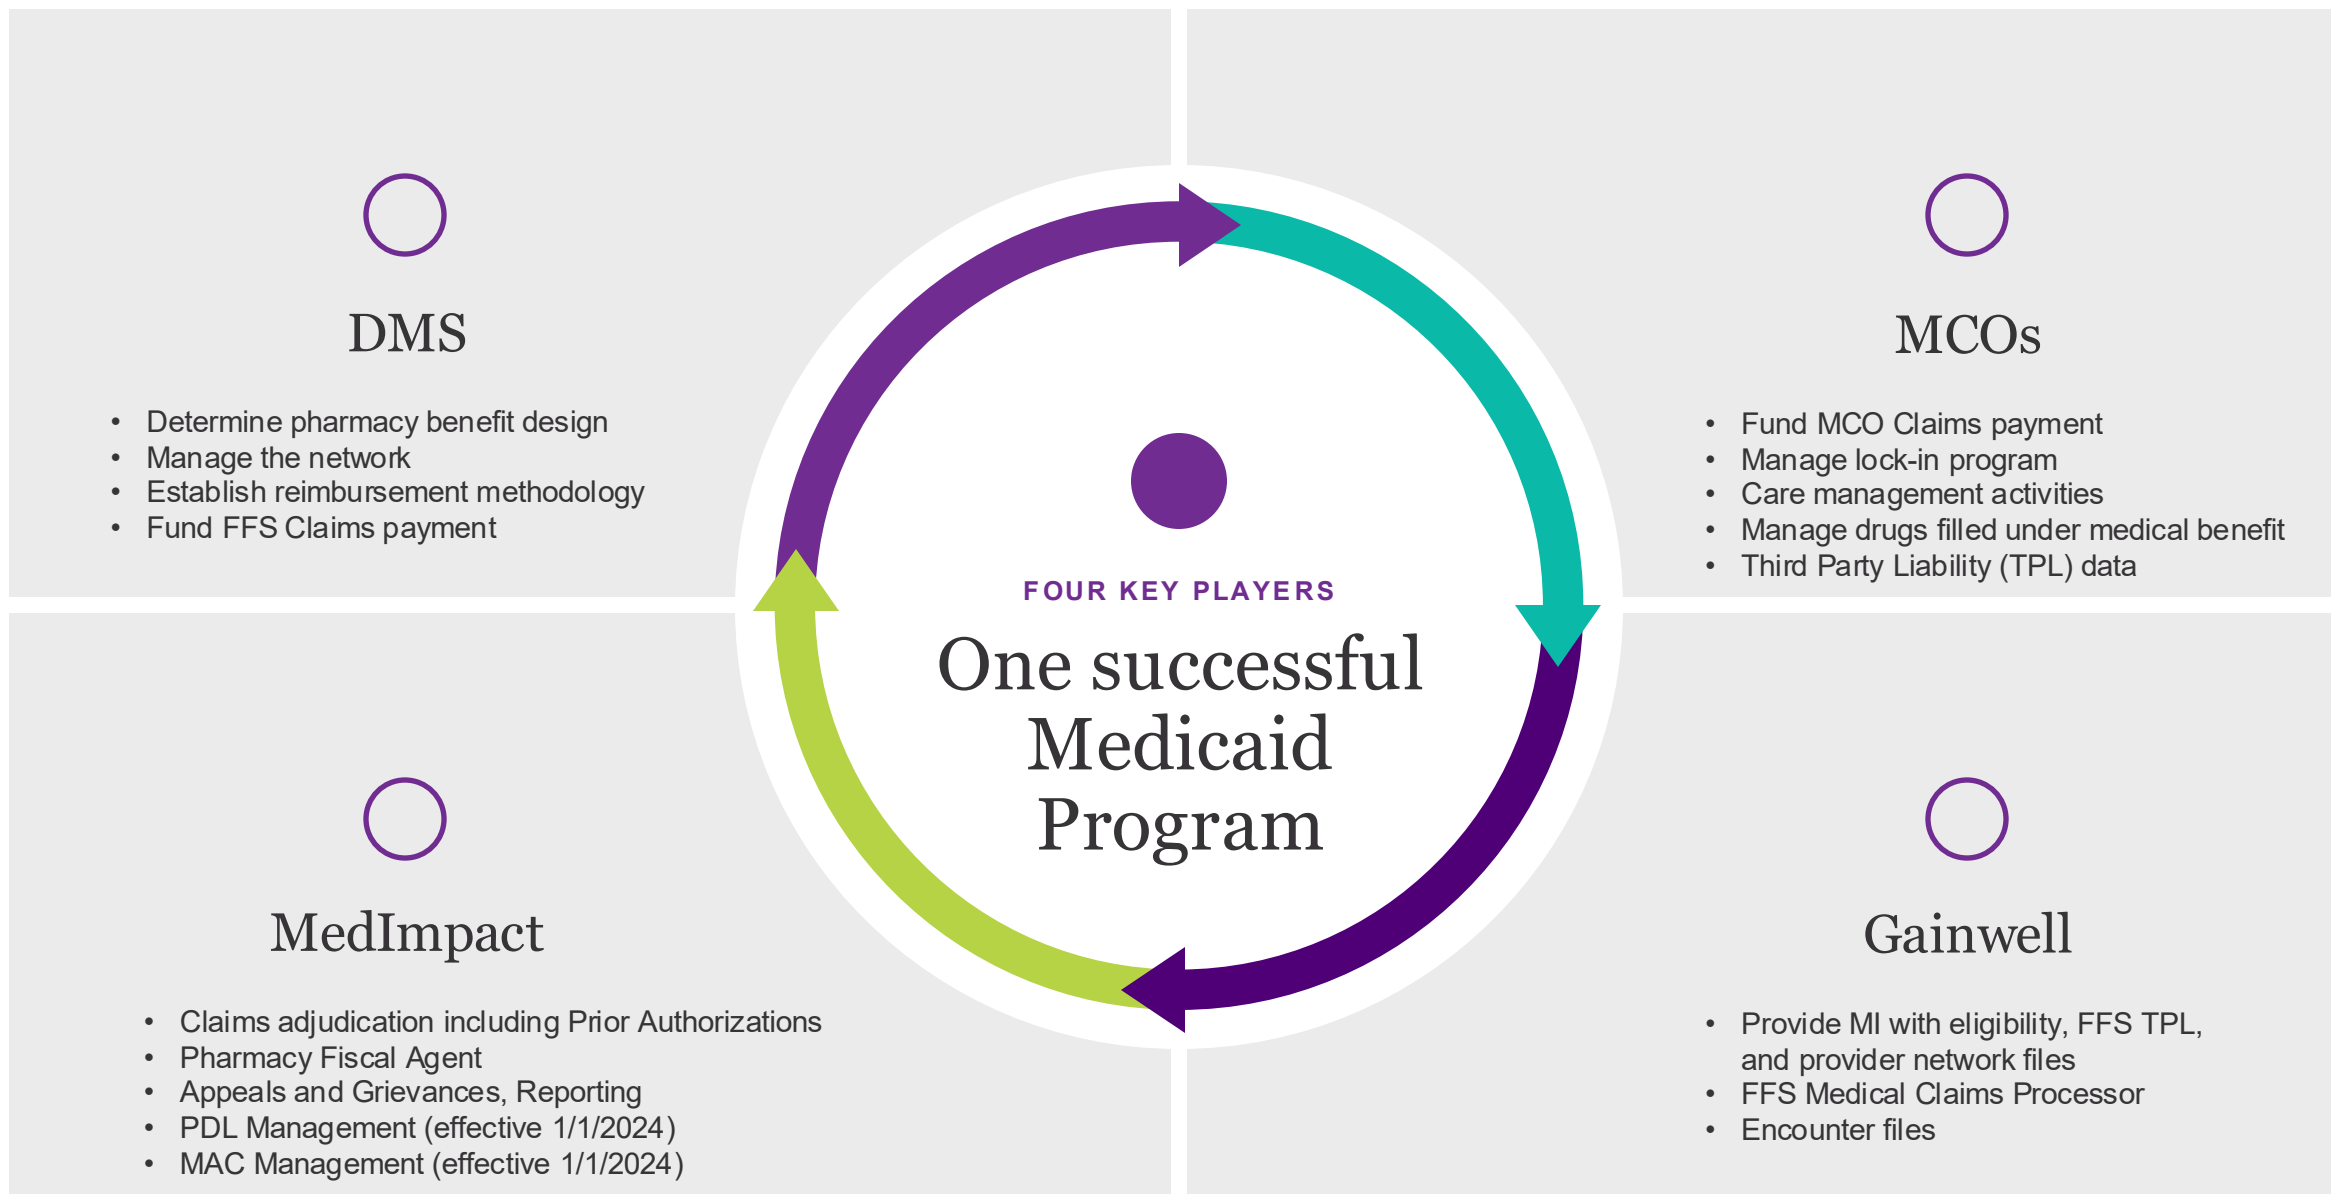 DMS
• Determine pharmacy benefit design
• Manage the network
• Establish reimbursement methodology
• Fund FFS Claims payment
MCOs
• Fund MCO Claims payment
• Manage lock-in program
• Care management activities
• Manage drugs filled under medical benefit
• Third Party Liability (TPL) data
FOUR KEY PLAYERS
One successful
Medicaid
Program
MedImpact
• Claims adjudication including Prior Authorizations
• Pharmacy Fiscal Agent
• Appeals and Grievances, Reporting
• PDL Management (effective 1/1/2024)
• MAC Management (effective 1/1/2024)
Gainwell
• Provide MI with eligibility, FFS TPL,
and provider network files
• FFS Medical Claims Processor
• Encounter files